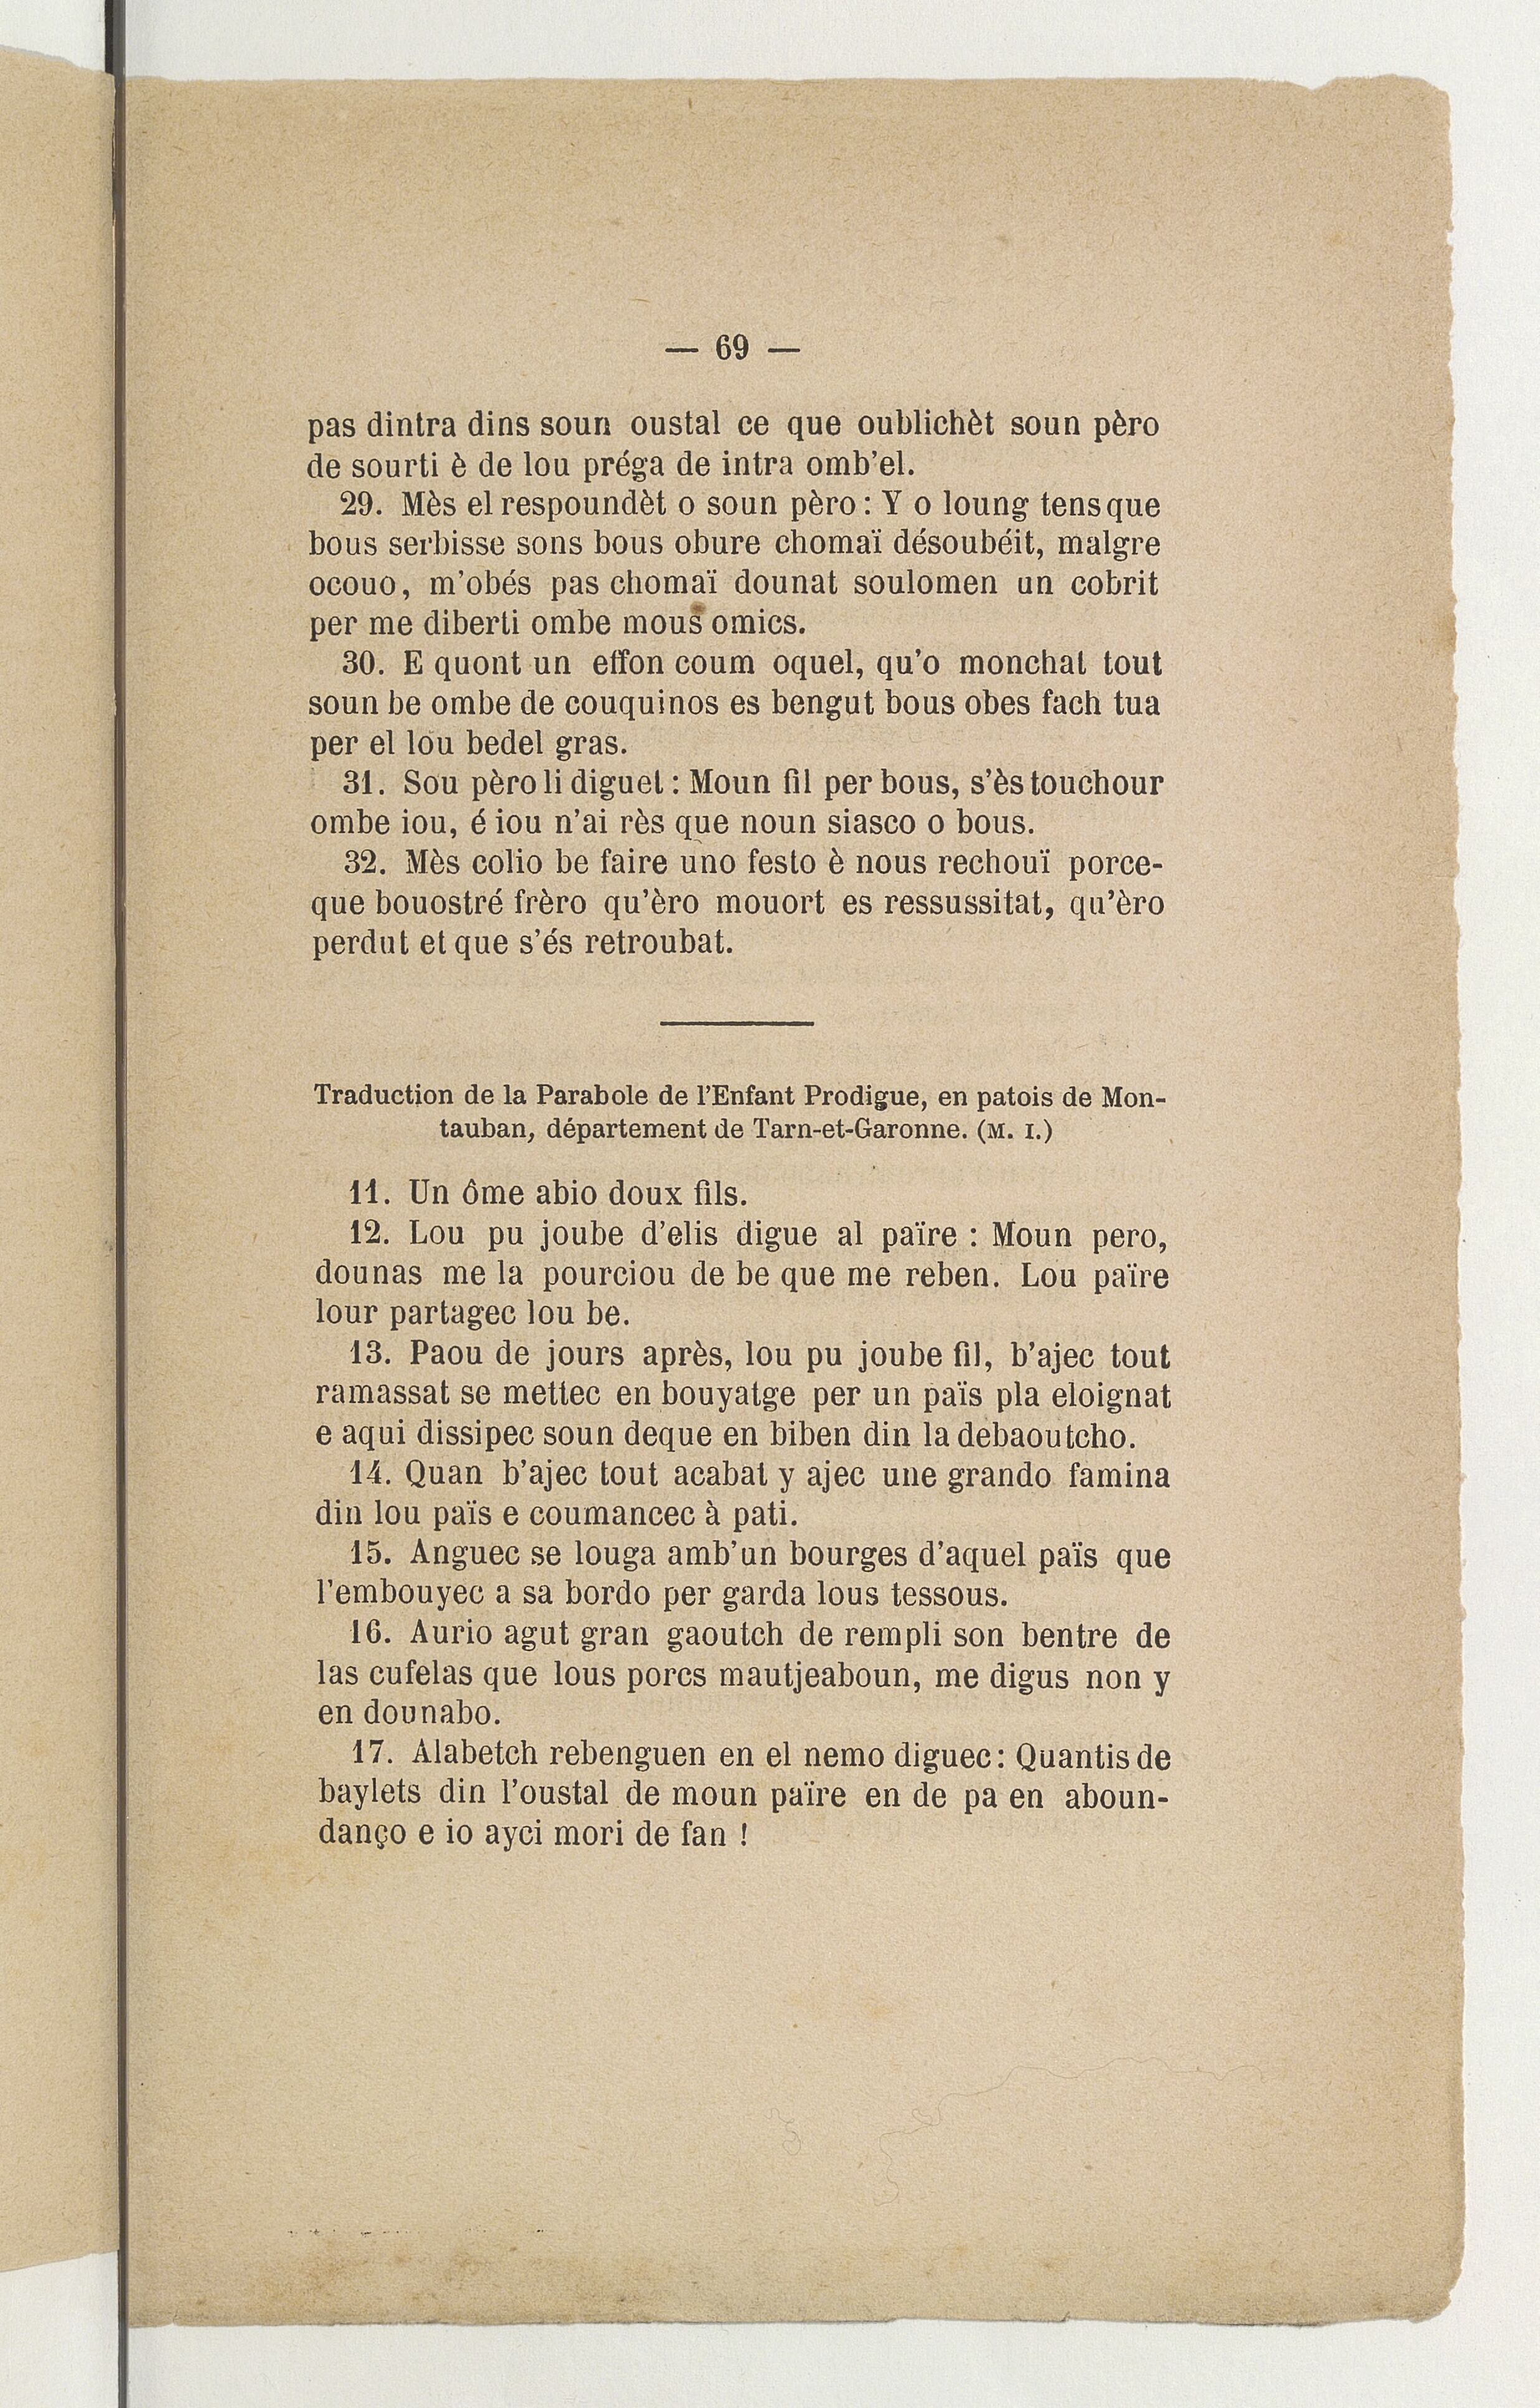 — 69 —
pas dintra dins soun oustal ce que oublichèt soun pèro
de sourti è de lou préga de intra omb'el.
29. Mès el respoundèt o soun pèro : Y o loung tens que
bous serbisse sons bous obure chomaï désoubéit, malgre
ocouo, m'obés pas chomaï dounat soulomen un cobrit
per me diberti ombe mous omics.
30. E quont un effon coum oquel, qu'o monchat tout
soun be ombe de couquinos es bengut bous obes fach tua
per el lou bedel gras.
31. Sou pèro li diguet : Moun fil per bous, s'ès touchour
ombe iou, é iou n'ai rès que noun siasco o bous.
32. Mès colio be faire uno festo è nous rechouï porce-
que bouostré frèro qu'èro mouort es ressussitat, qu'èro
perdut et que s'és retroubat.
Traduction de la Parabole de l'Enfant Prodigue, en patois de Mon-
tauban, département de Tarn-et-Garonne. (M. I.)
11. Un ôme abio doux fils.
12. Lou pu joube d'elis digue al païre : Moun pero,
dounas me la pourciou de be que me reben. Lou païre
lour partagec lou be.
13. Paou de jours après, lou pu joube fil, b'ajec tout
ramassat se mettec en bouyatge per un païs pla eloignat
e aqui dissipec soun deque en biben din la debaoutcho.
14. Quan b'ajec tout acabat y ajec une grando famina
din lou païs e coumancec à pati.
15. Anguec se louga amb'un bourges d'aquel païs que
l'embouyec a sa bordo per garda lous tessous.
16. Aurio agut gran gaoutch de rempli son bentre de
las cufelas que lous porcs mautjeaboun, me digus non y
en dounabo.
17. Alabetch rebenguen en el nemo diguec : Quantis de
baylets din l'oustal de moun païre en de pa en aboun-
danço e io ayci mori de fan !